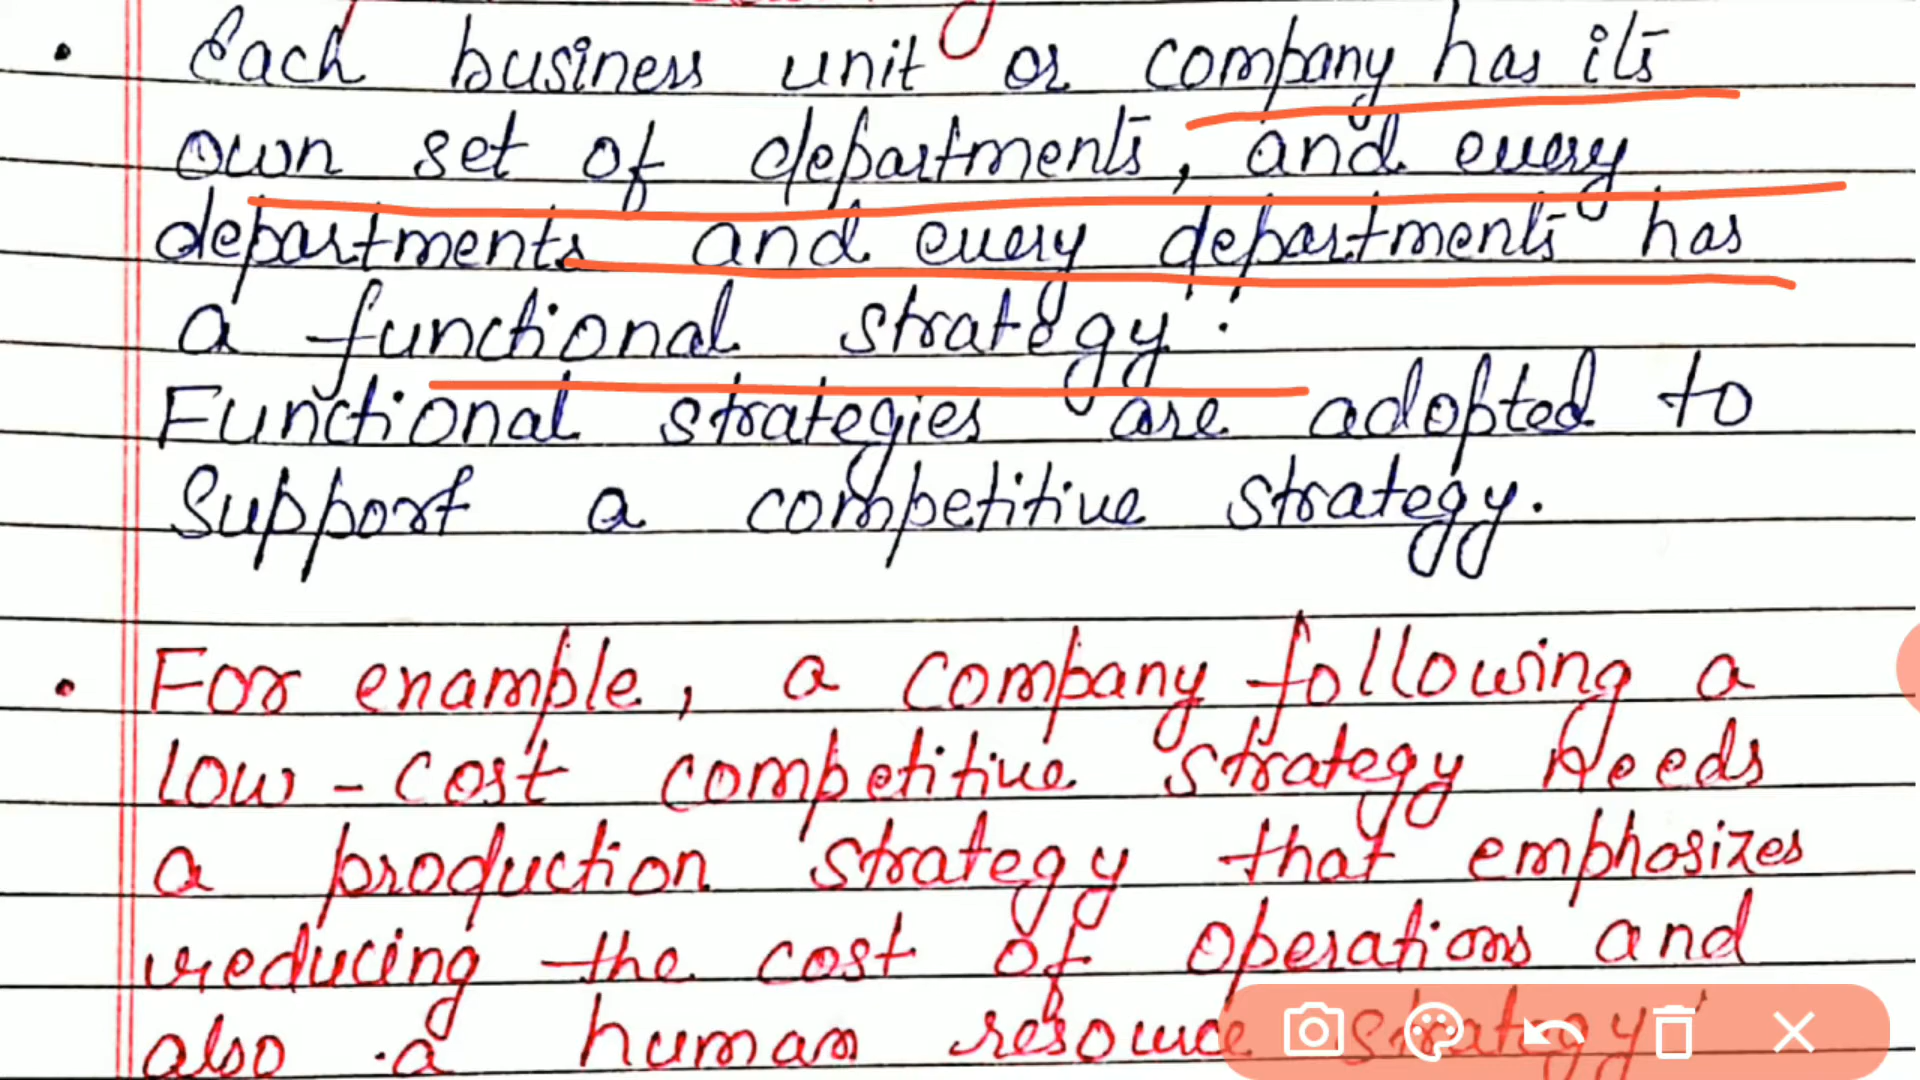 Each business unit or company has its
own set of departments, and every
departments and every departments has
a functional strategy.
Functional strategies are adopted to
Support a competitive strategy.
For example, a company following a
low-cost competitive strategy needs
a production strategy that emphasizes
reducing the cost of operations and
also a human resource strategy